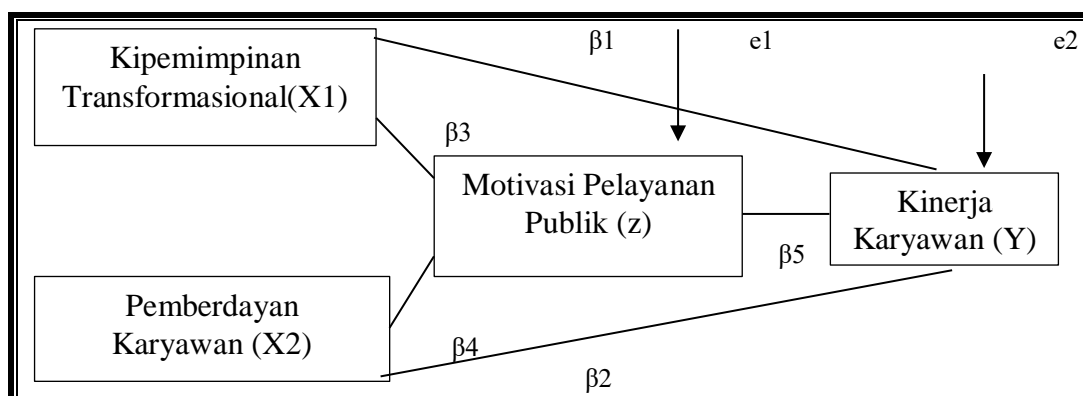 β1
e1
e2
Kipemimpinan
Transformasional(X1)
β3
Motivasi Pelayanan
Publik (z)
Kinerja
Karyawan (Y)
β5
Pemberdayan
Karyawan (X2)
β4
β2